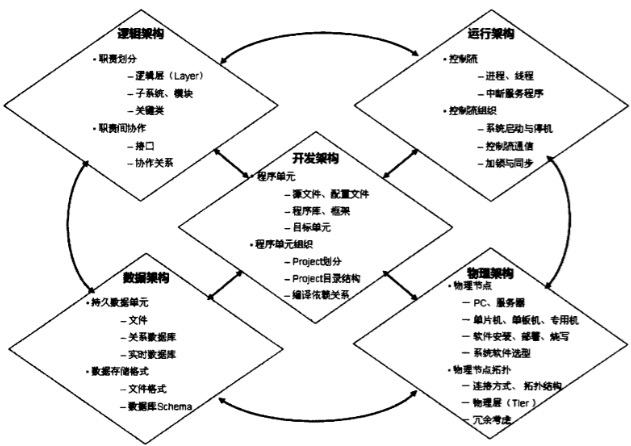 逻辑架构
• 职责划分
– 逻辑层（Layer）
– 子系统、模块
– 关键类
• 职责间协作
– 接口
– 协作关系
运行架构
• 控制流
– 进程、线程
– 中断服务程序
• 控制流组织
– 系统启动与停机
– 控制流通信
– 加锁与同步
开发架构
• 程序单元
– 源文件、配置文件
– 程序库、框架
– 目标单元
• 程序单元组织
– Project划分
– Project目录结构
– 编译依赖关系
数据架构
• 持久数据单元
– 文件
– 关系数据库
– 实时数据库
• 数据存储格式
– 文件格式
– 数据库Schema
物理架构
• 物理节点
– PC、服务器
– 单片机、单板机、专用机
– 软件安装、部署、烧写
– 系统软件选型
• 物理节点拓扑
– 连接方式、拓扑结构
– 物理层（Tier）
– 冗余考虑